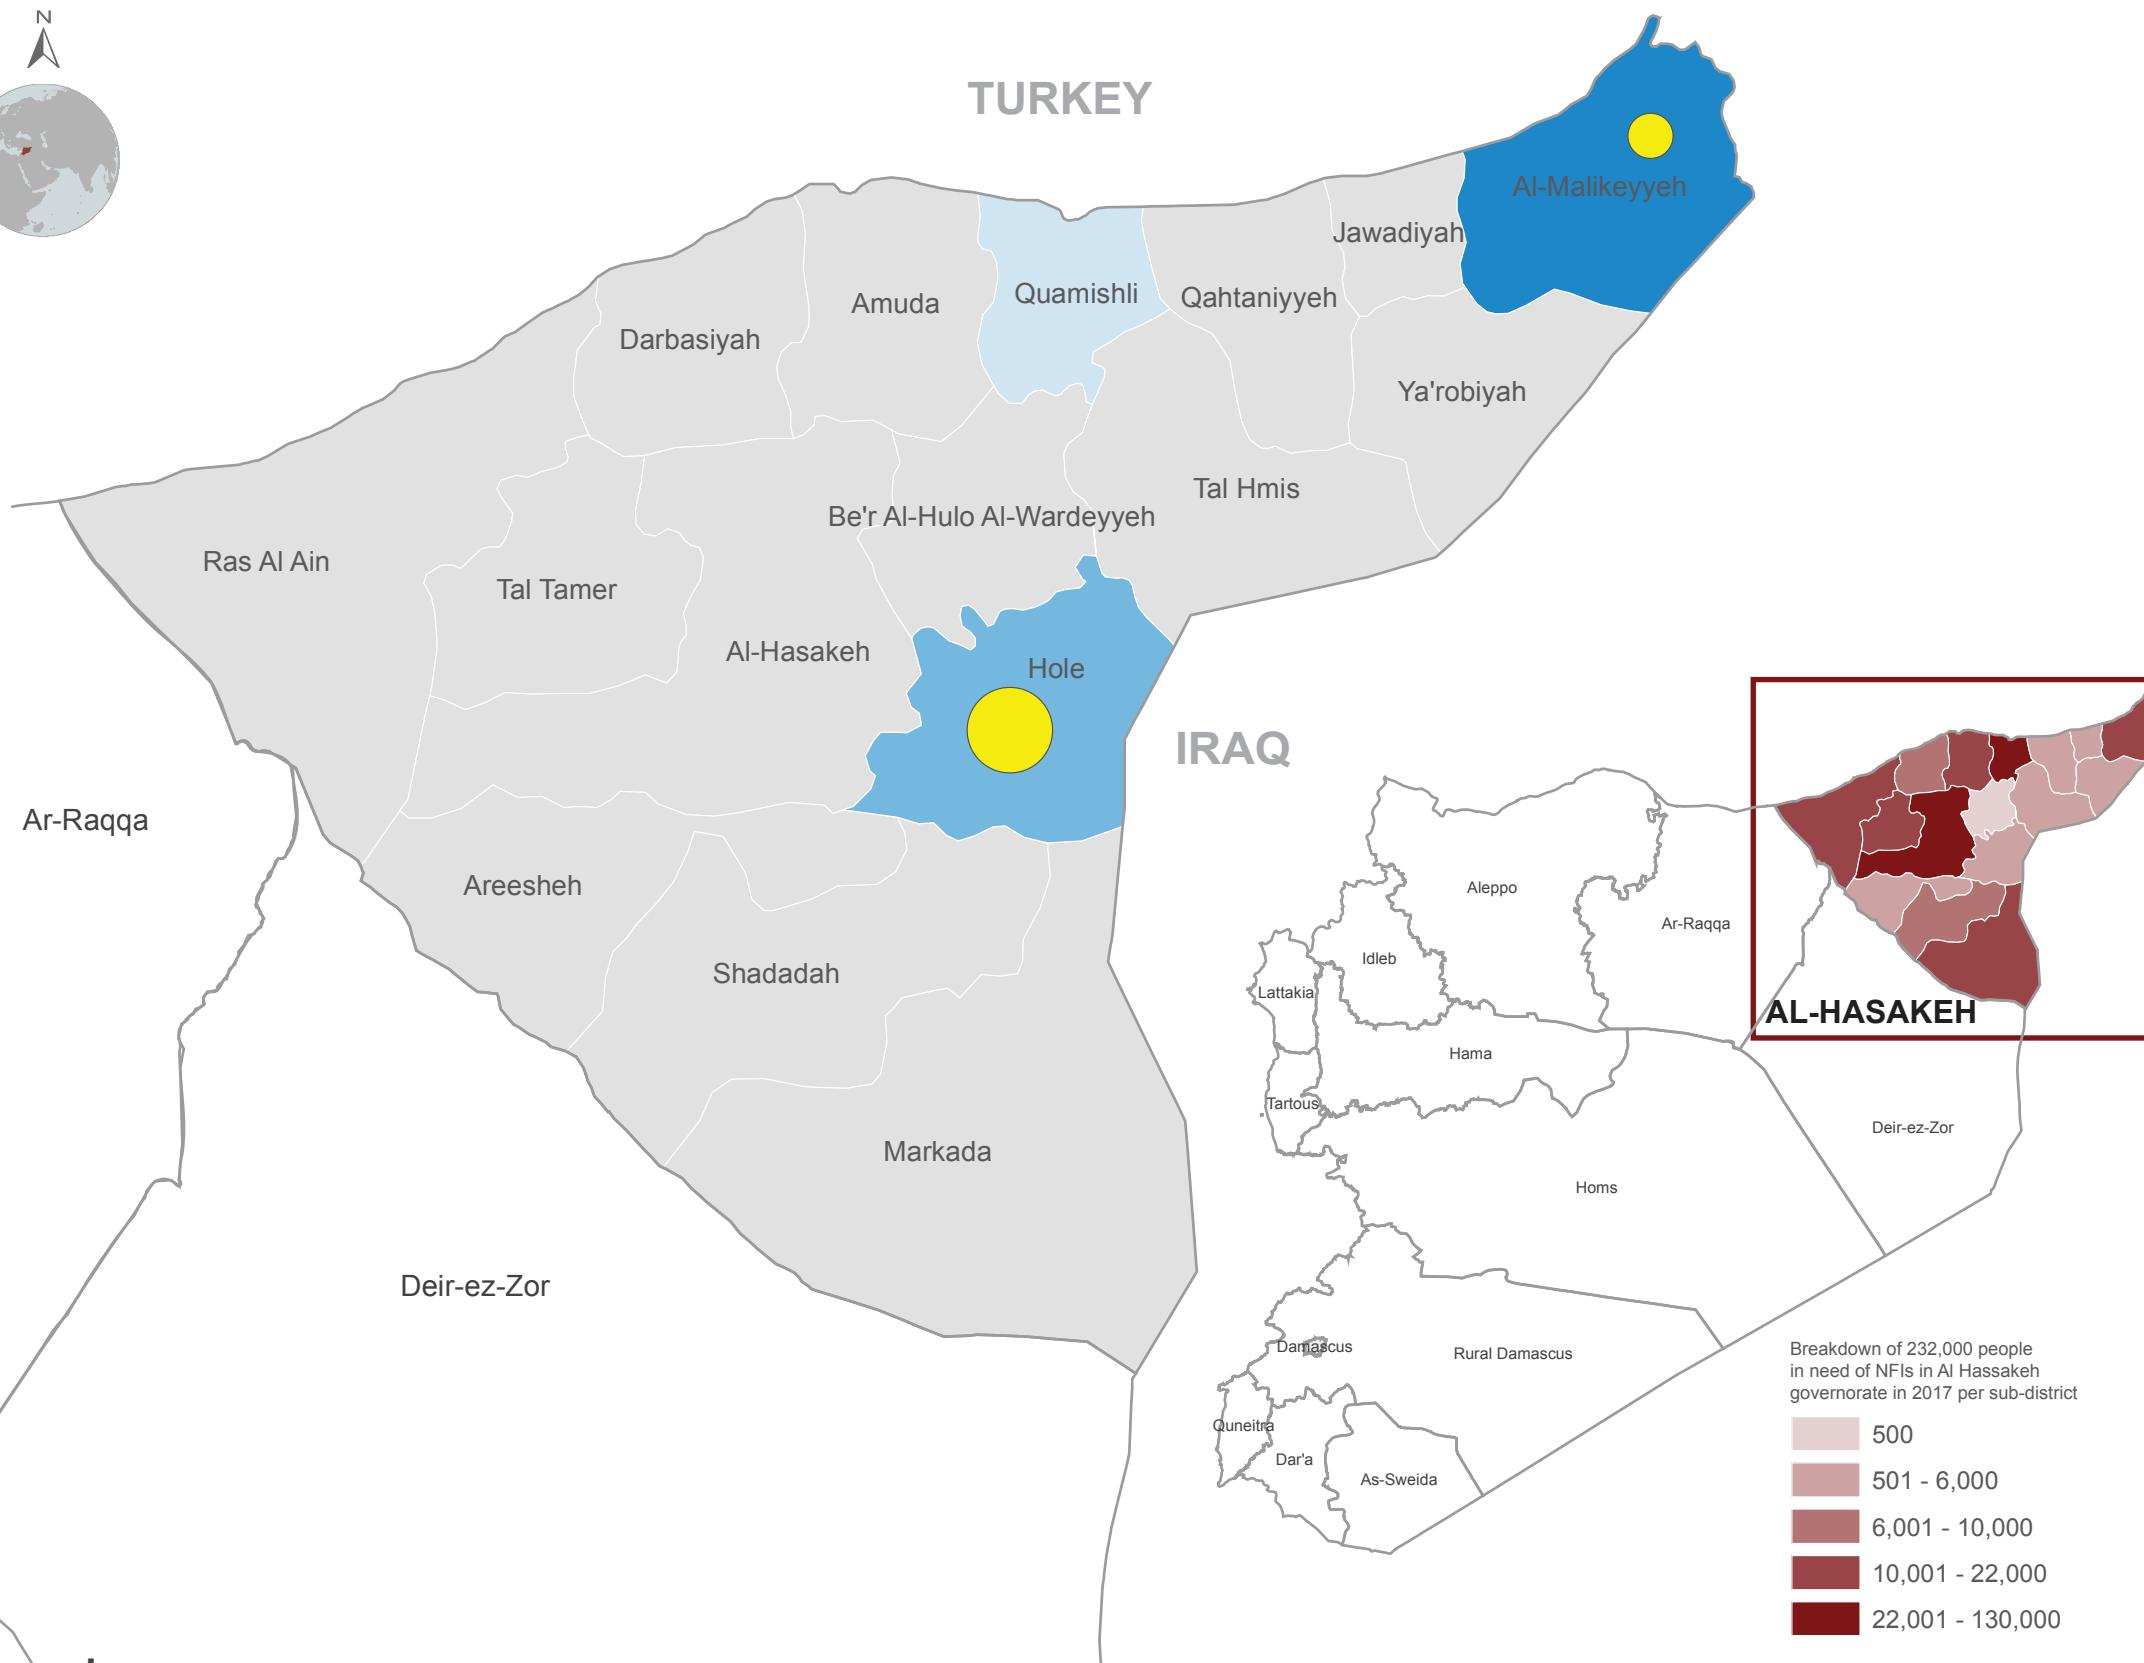 N
TURKEY
Al-Malikeyyeh
Jawadiyah
Quamishli
Qahtaniyyeh
Amuda
Darbasiyah
Ya'robiyah
Tal Hmis
Be'r Al-Hulo Al-Wardeyyeh
Ras Al Ain
Tal Tamer
Al-Hasakeh
Hole
IRAQ
Ar-Raqqa
Areesheh
Shadadah
Markada
Deir-ez-Zor
Aleppo
Ar-Raqqa
Idleb
Lattakia
AL-HASAKEH
Hama
Tartous
Deir-ez-Zor
Homs
Damascus
Rural Damascus
Quneitra
Dar'a
As-Sweida
Breakdown of 232,000 people
in need of NFIs in Al Hassakeh
governorate in 2017 per sub-district
500
501 - 6,000
6,001 - 10,000
10,001 - 22,000
22,001 - 130,000